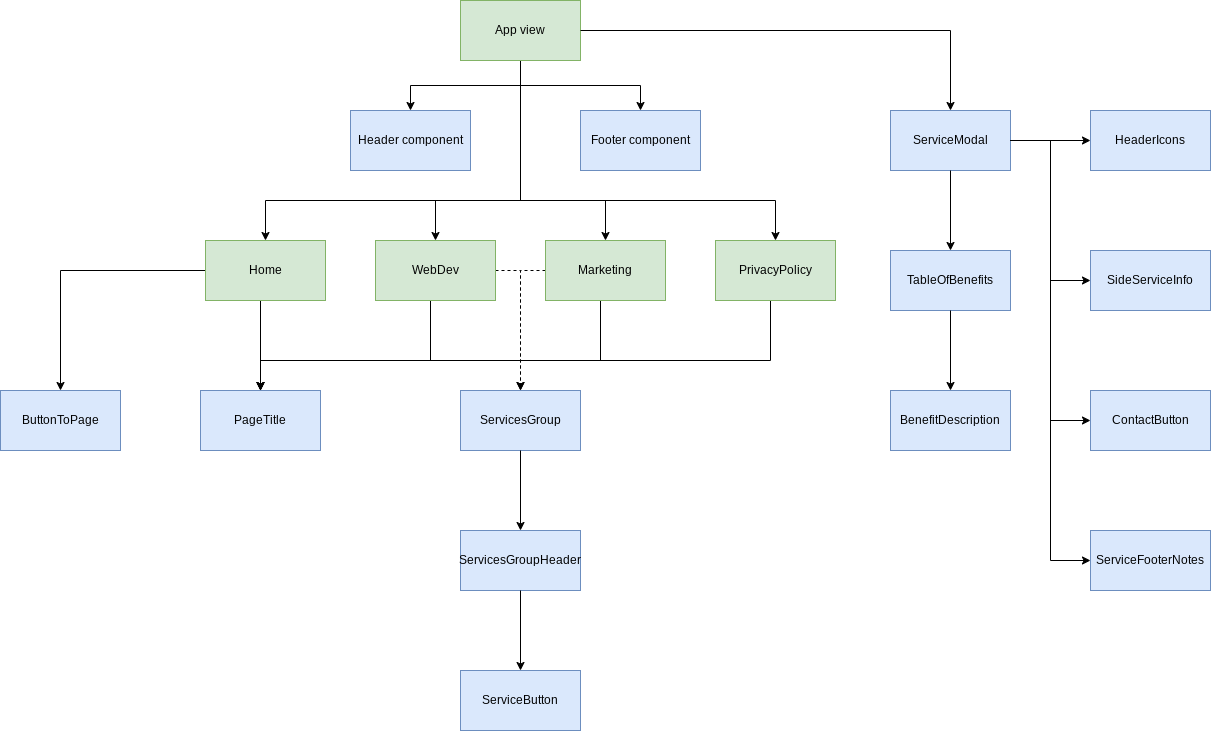 App view
Header component
Footer component
ServiceModal
HeaderIcons
Home
WebDev
Marketing
PrivacyPolicy
TableOfBenefits
SideServiceInfo
ButtonToPage
PageTitle
ServicesGroup
BenefitDescription
ContactButton
ServicesGroupHeader
ServiceFooterNotes
ServiceButton